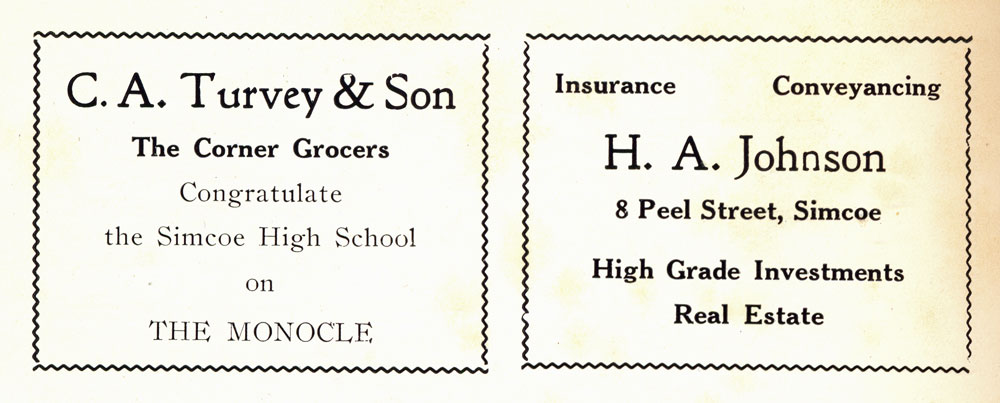 C. A. Turvey & Son
The Corner Grocers
Congratulate
the Simcoe High School
on
THE MONOCLE
Insurance Conveyancing
H. A. Johnson
8 Peel Street, Simcoe
High Grade Investments
Real Estate